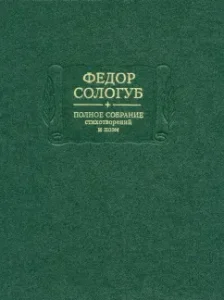 ФЕДОР
СОЛОГУБ
ПОЛНОЕ СОБРАНИЕ
СТИХОТВОРЕНИЙ
И ПОЭМ